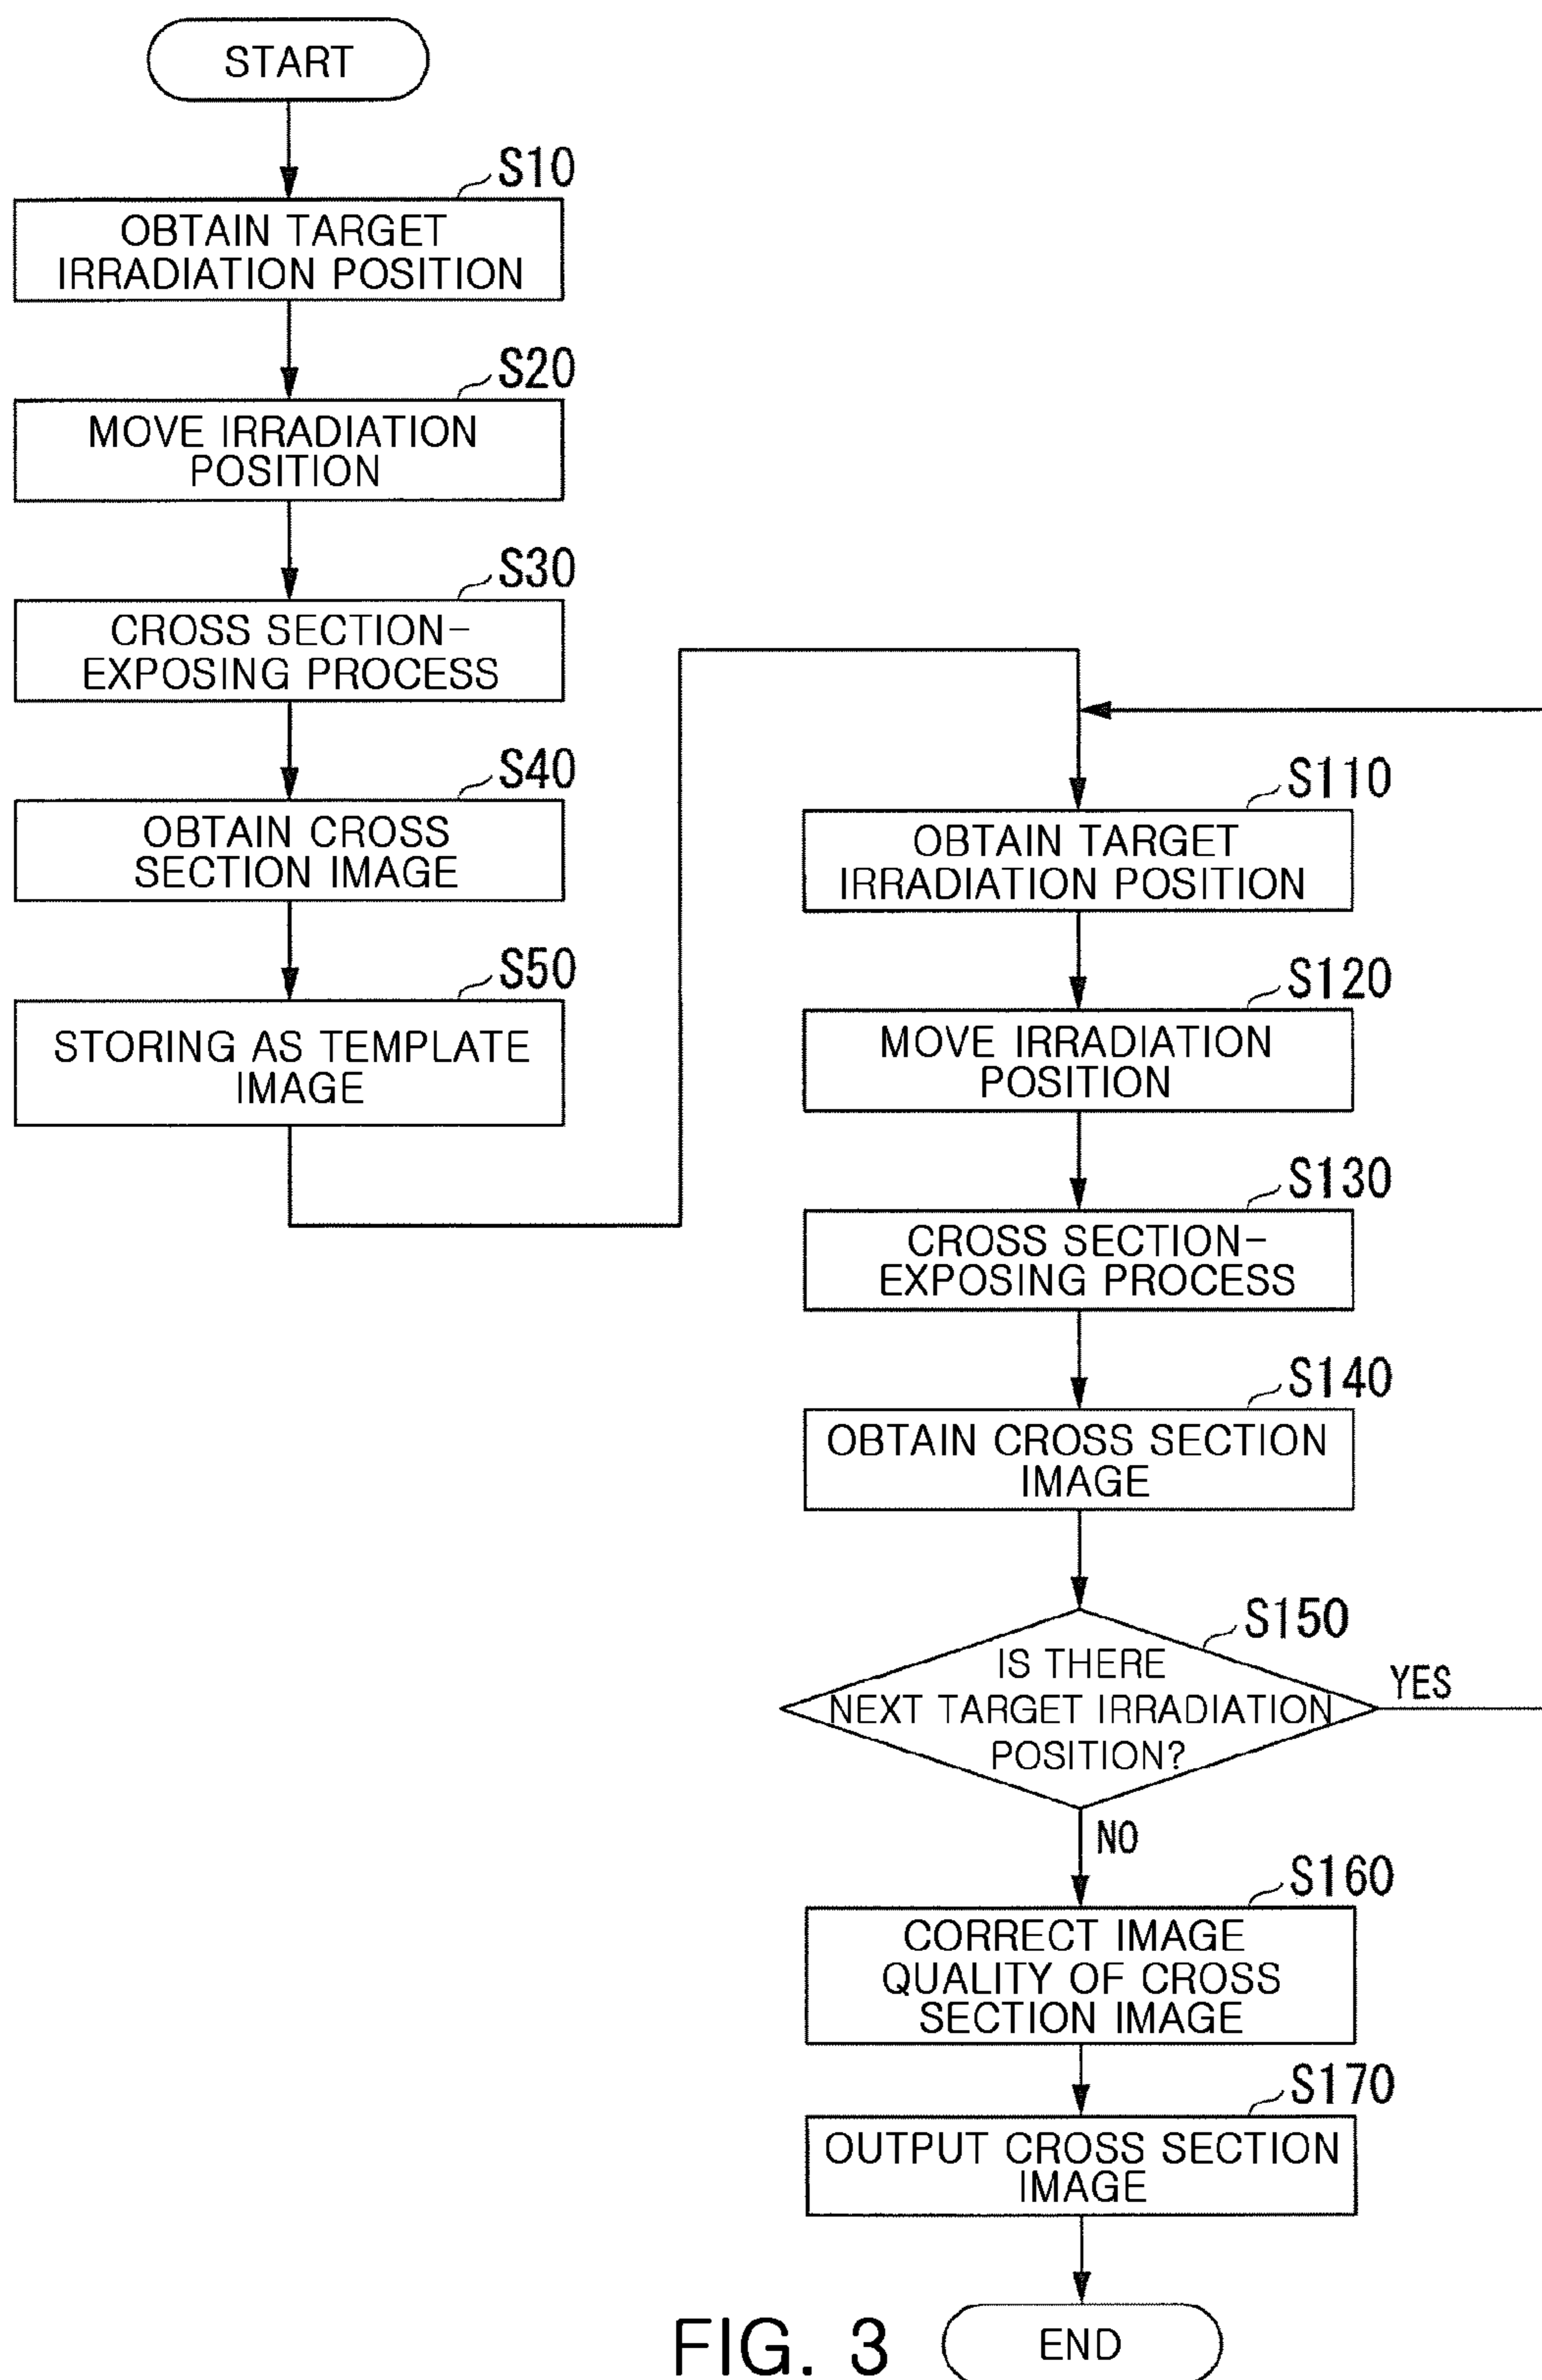 START
S10
OBTAIN TARGET
IRRADIATION POSITION
S20
MOVE IRRADIATION
POSITION
S30
CROSS SECTION-
EXPOSING PROCESS
S40
OBTAIN CROSS
SECTION IMAGE
S50
STORING AS TEMPLATE
IMAGE
S110
OBTAIN TARGET
IRRADIATION POSITION
S120
MOVE IRRADIATION
POSITION
S130
CROSS SECTION-
EXPOSING PROCESS
S140
OBTAIN CROSS SECTION
IMAGE
S150
IS THERE
NEXT TARGET IRRADIATION
POSITION?
YES
NO
S160
CORRECT IMAGE
QUALITY OF CROSS
SECTION IMAGE
S170
OUTPUT CROSS SECTION
IMAGE
END
FIG. 3